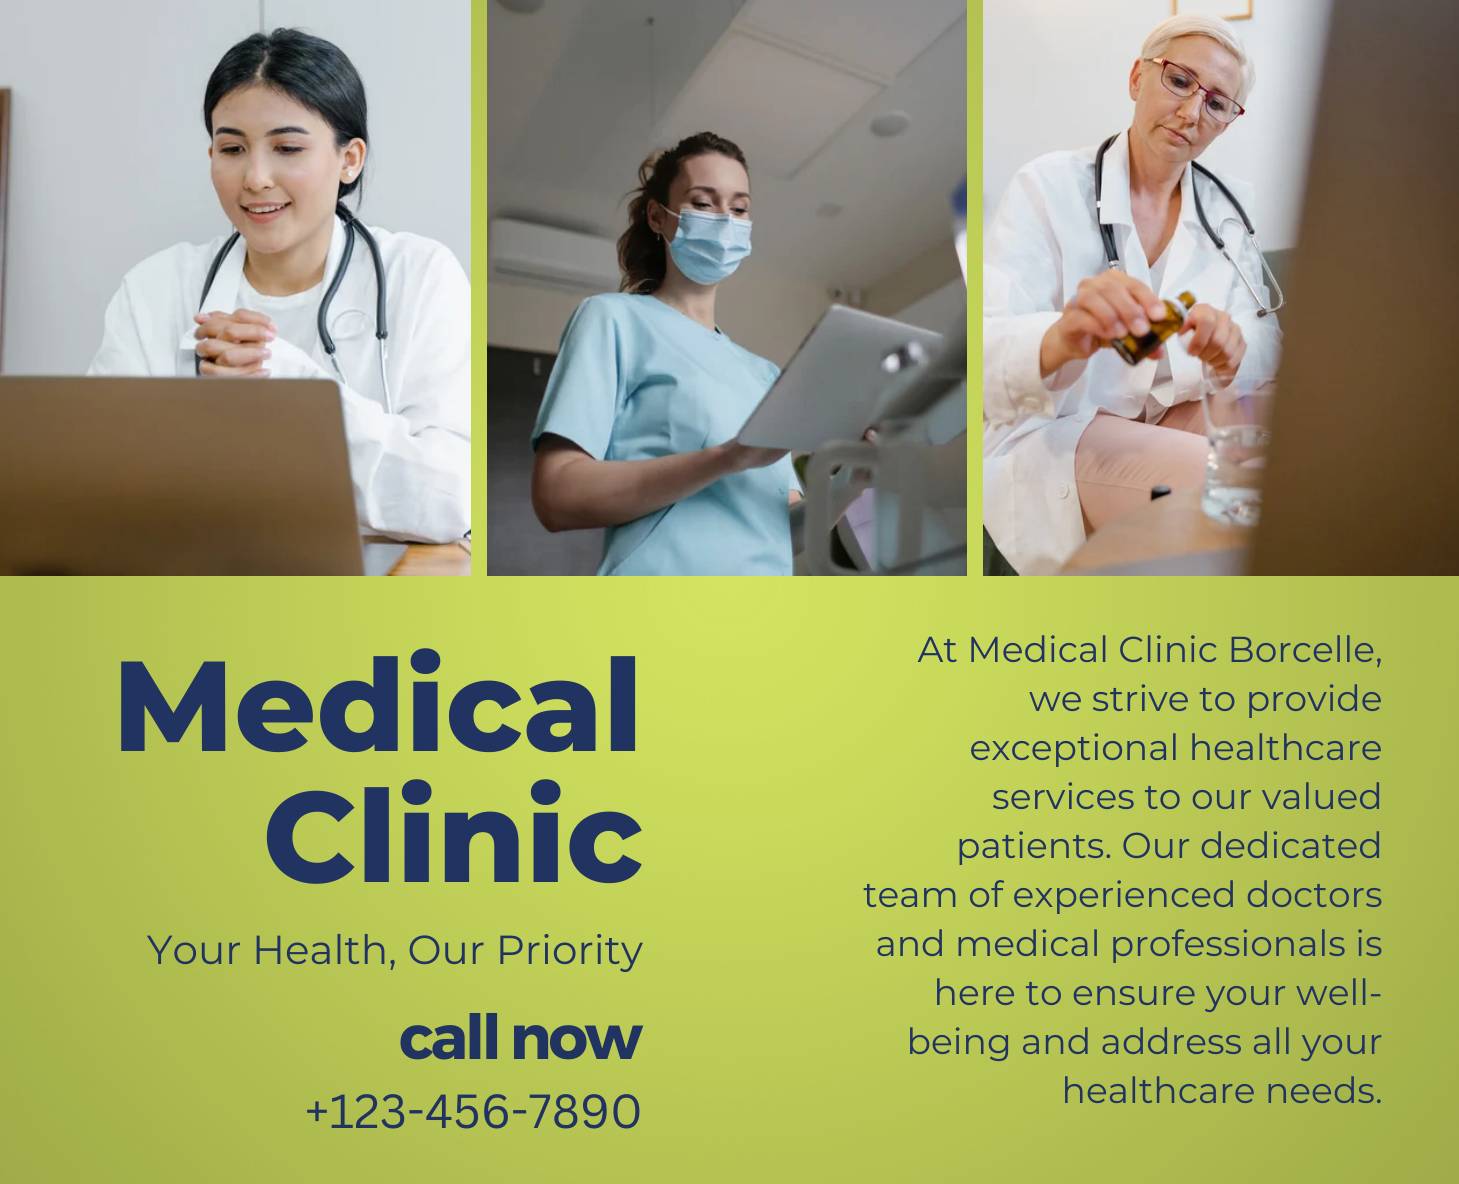 Medical
Clinic
Your Health, Our Priority
call now
+123-456-7890
At Medical Clinic Borcelle,
we strive to provide
exceptional healthcare
services to our valued
patients. Our dedicated
team of experienced doctors
and medical professionals is
here to ensure your well-
being and address all your
healthcare needs.